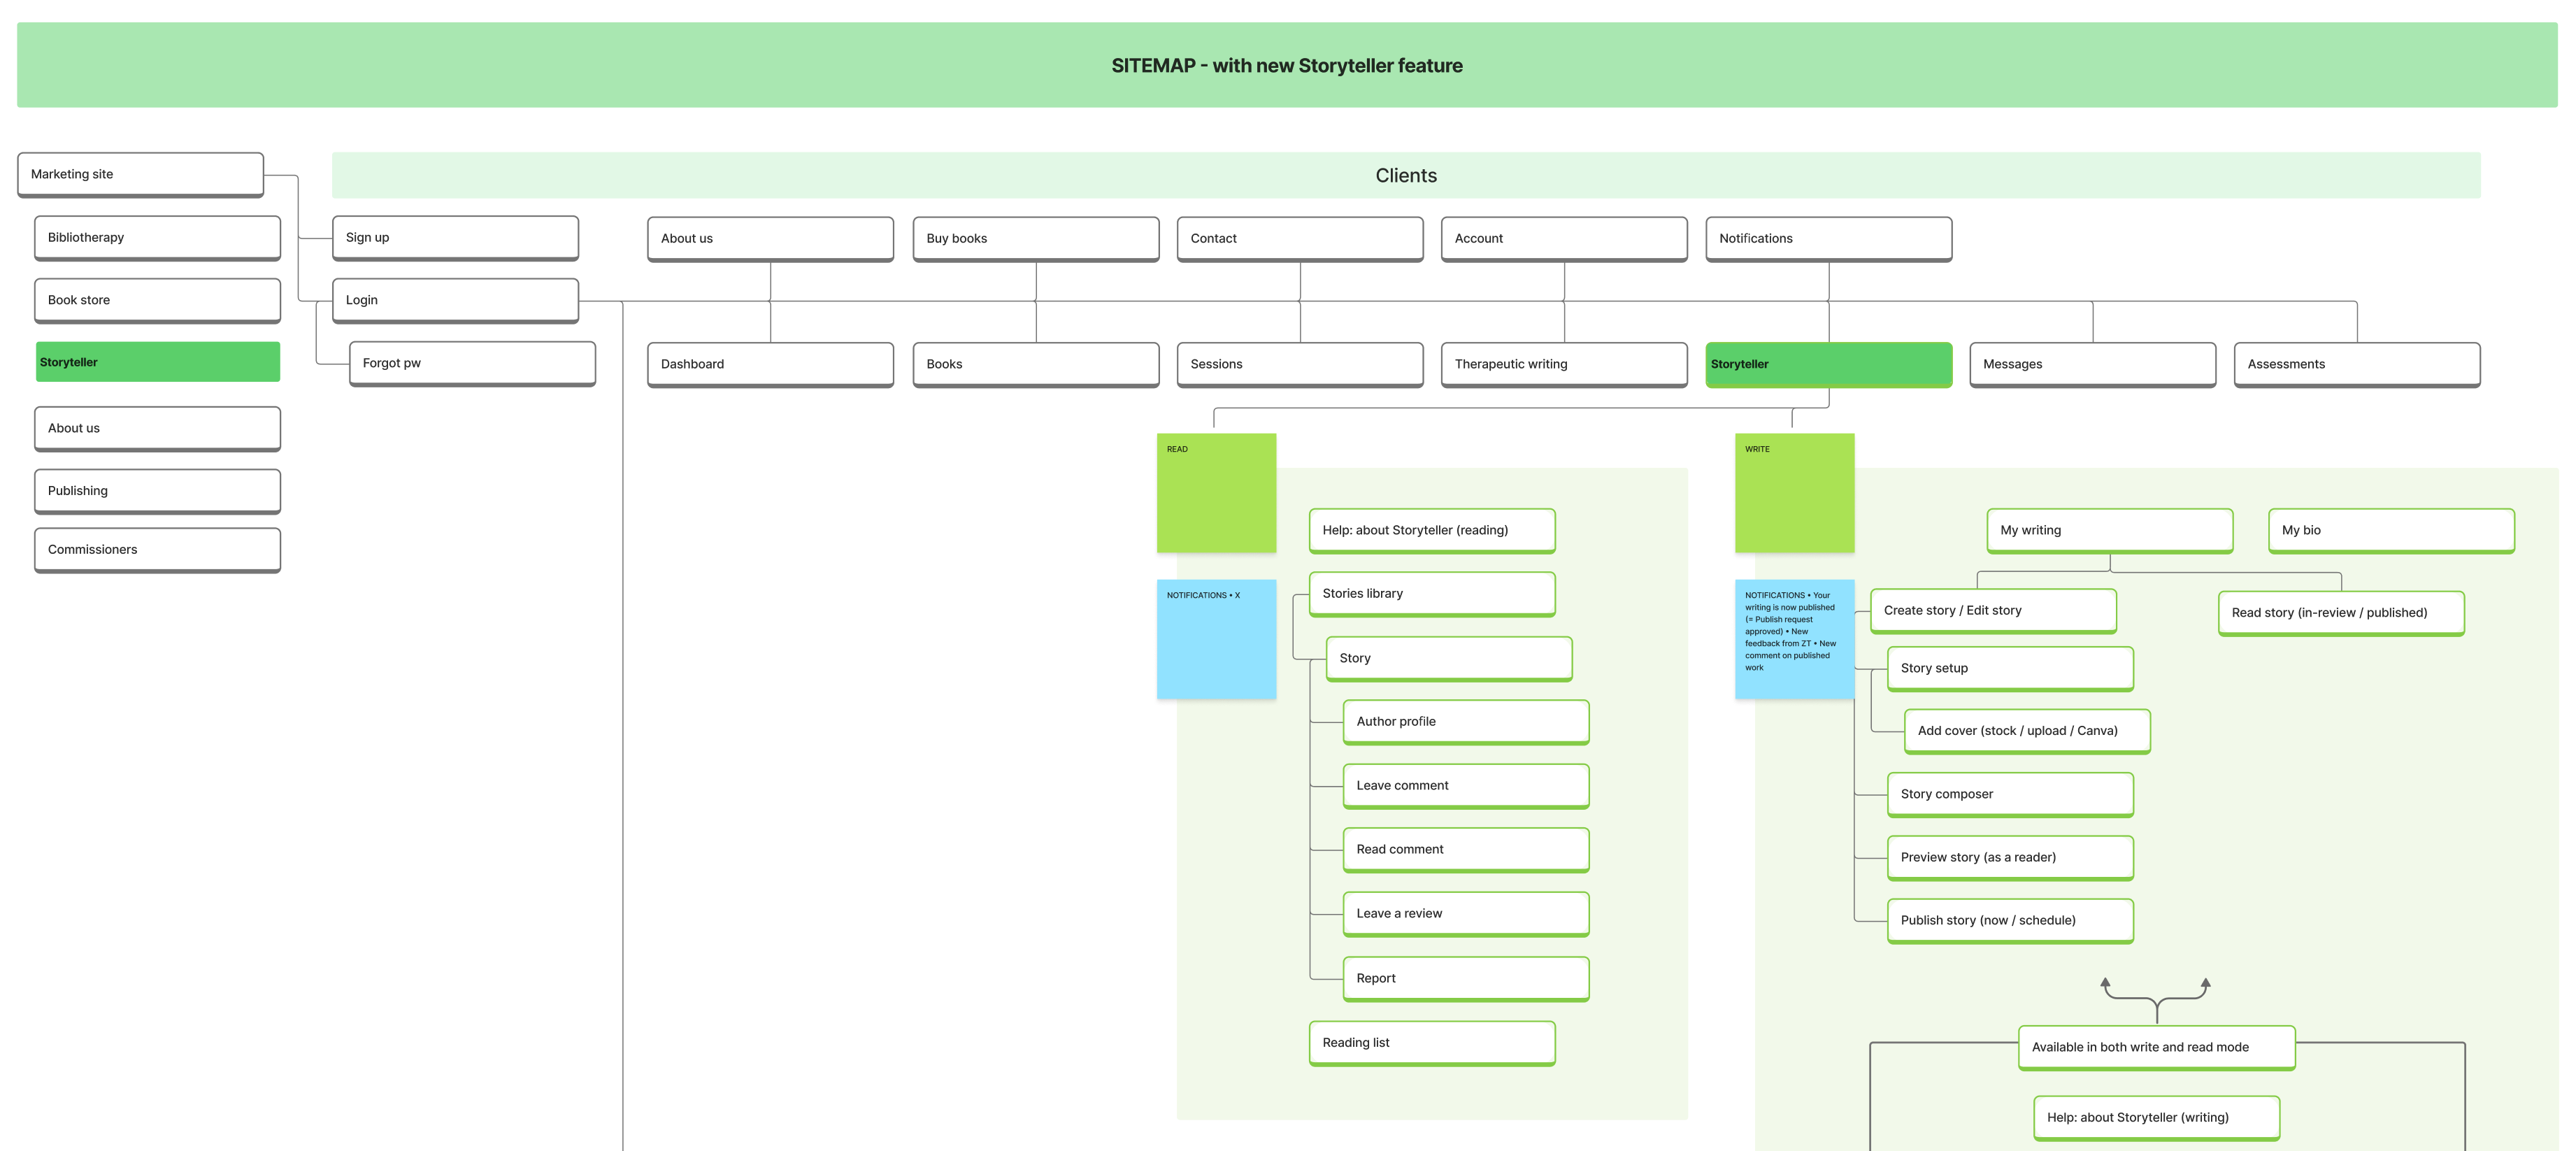 SITEMAP - with new Storyteller feature
Marketing site
Bibliotherapy
Book store
Storyteller
About us
Publishing
Commissioners
Clients
Sign up
Login
Forgot pw
About us
Buy books
Contact
Account
Notifications
Dashboard
Books
Sessions
Therapeutic writing
Storyteller
Messages
Assessments
READ
NOTIFICATIONS • X
Help: about Storyteller (reading)
Stories library
Story
Author profile
Leave comment
Read comment
Leave a review
Report
Reading list
WRITE
NOTIFICATIONS • Your
writing is now published
(= Publish request
approved) • New
feedback from ZT • New
comment on published
work
My writing
My bio
Create story / Edit story
Read story (in-review / published)
Story setup
Add cover (stock / upload / Canva)
Story composer
Preview story (as a reader)
Publish story (now / schedule)
Available in both write and read mode
Help: about Storyteller (writing)